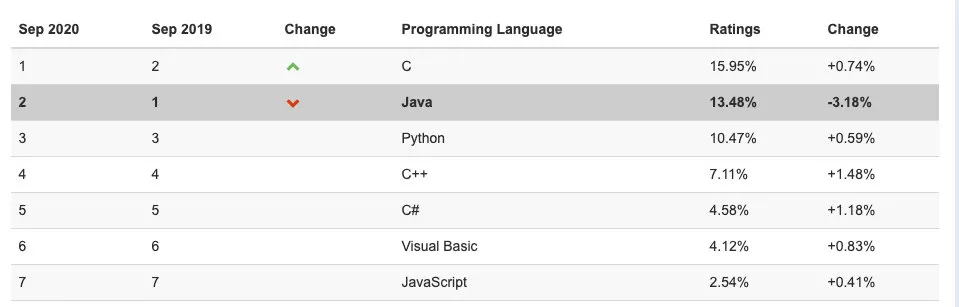 Sep 2020 Sep 2019 Change Programming Language Ratings Change
1 2 C 15.95% +0.74%
2 1 Java 13.48% -3.18%
3 3 Python 10.47% +0.59%
4 4 C++ 7.11% +1.48%
5 5 C# 4.58% +1.18%
6 6 Visual Basic 4.12% +0.83%
7 7 JavaScript 2.54% +0.41%